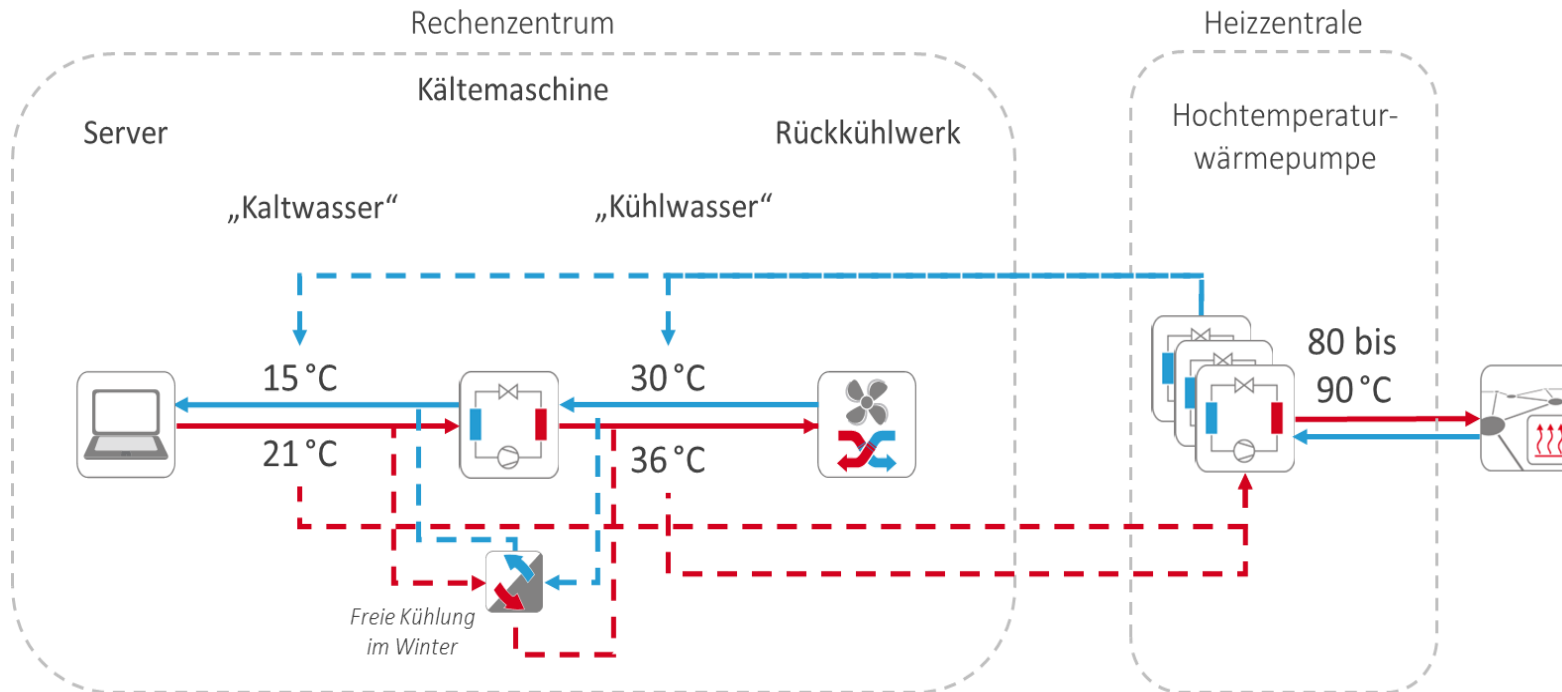 Rechenzentrum
Heizzentrale
Kältemaschine
Server
Rückkühlwerk
Hochtemperatur-
wärmepumpe
„Kaltwasser“
„Kühlwasser“
15 °C
30 °C
80 bis
90 °C
21 °C
36 °C
Freie Kühlung
im Winter